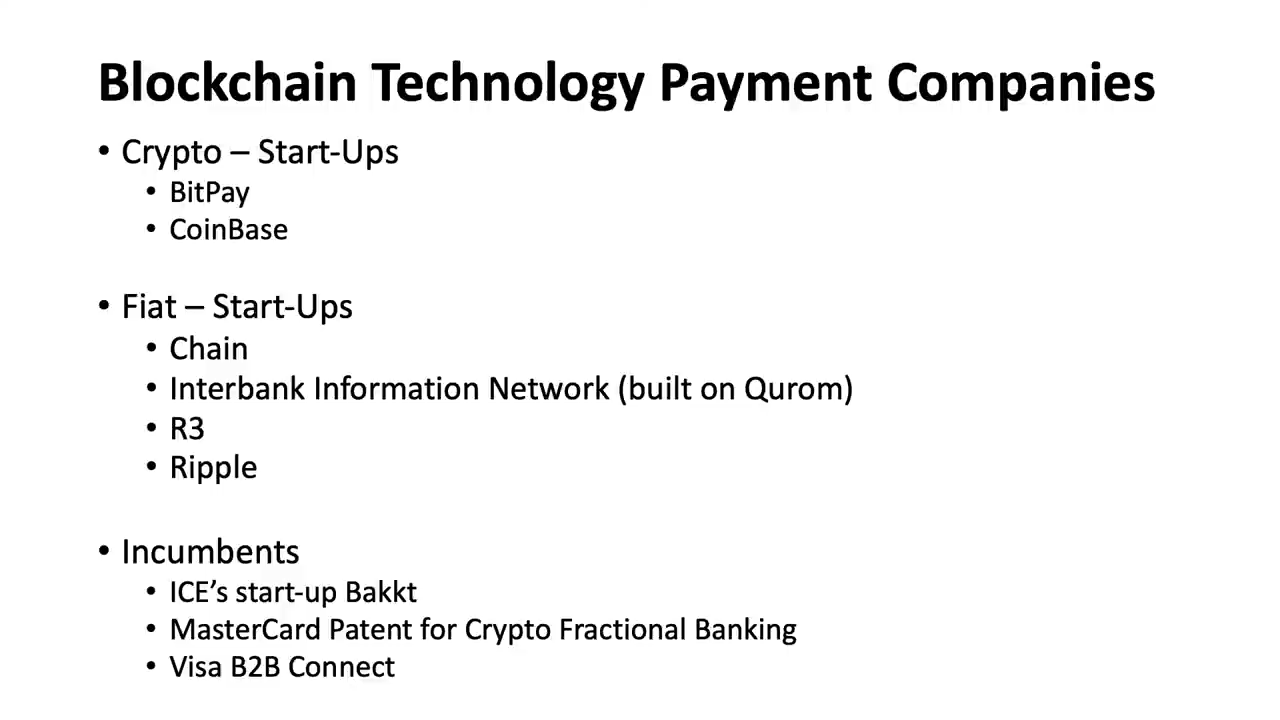 Blockchain Technology Payment Companies
• Crypto – Start-Ups
• BitPay
• CoinBase
• Fiat – Start-Ups
• Chain
• Interbank Information Network (built on Qurom)
• R3
• Ripple
• Incumbents
• ICE’s start-up Bakkt
• MasterCard Patent for Crypto Fractional Banking
• Visa B2B Connect